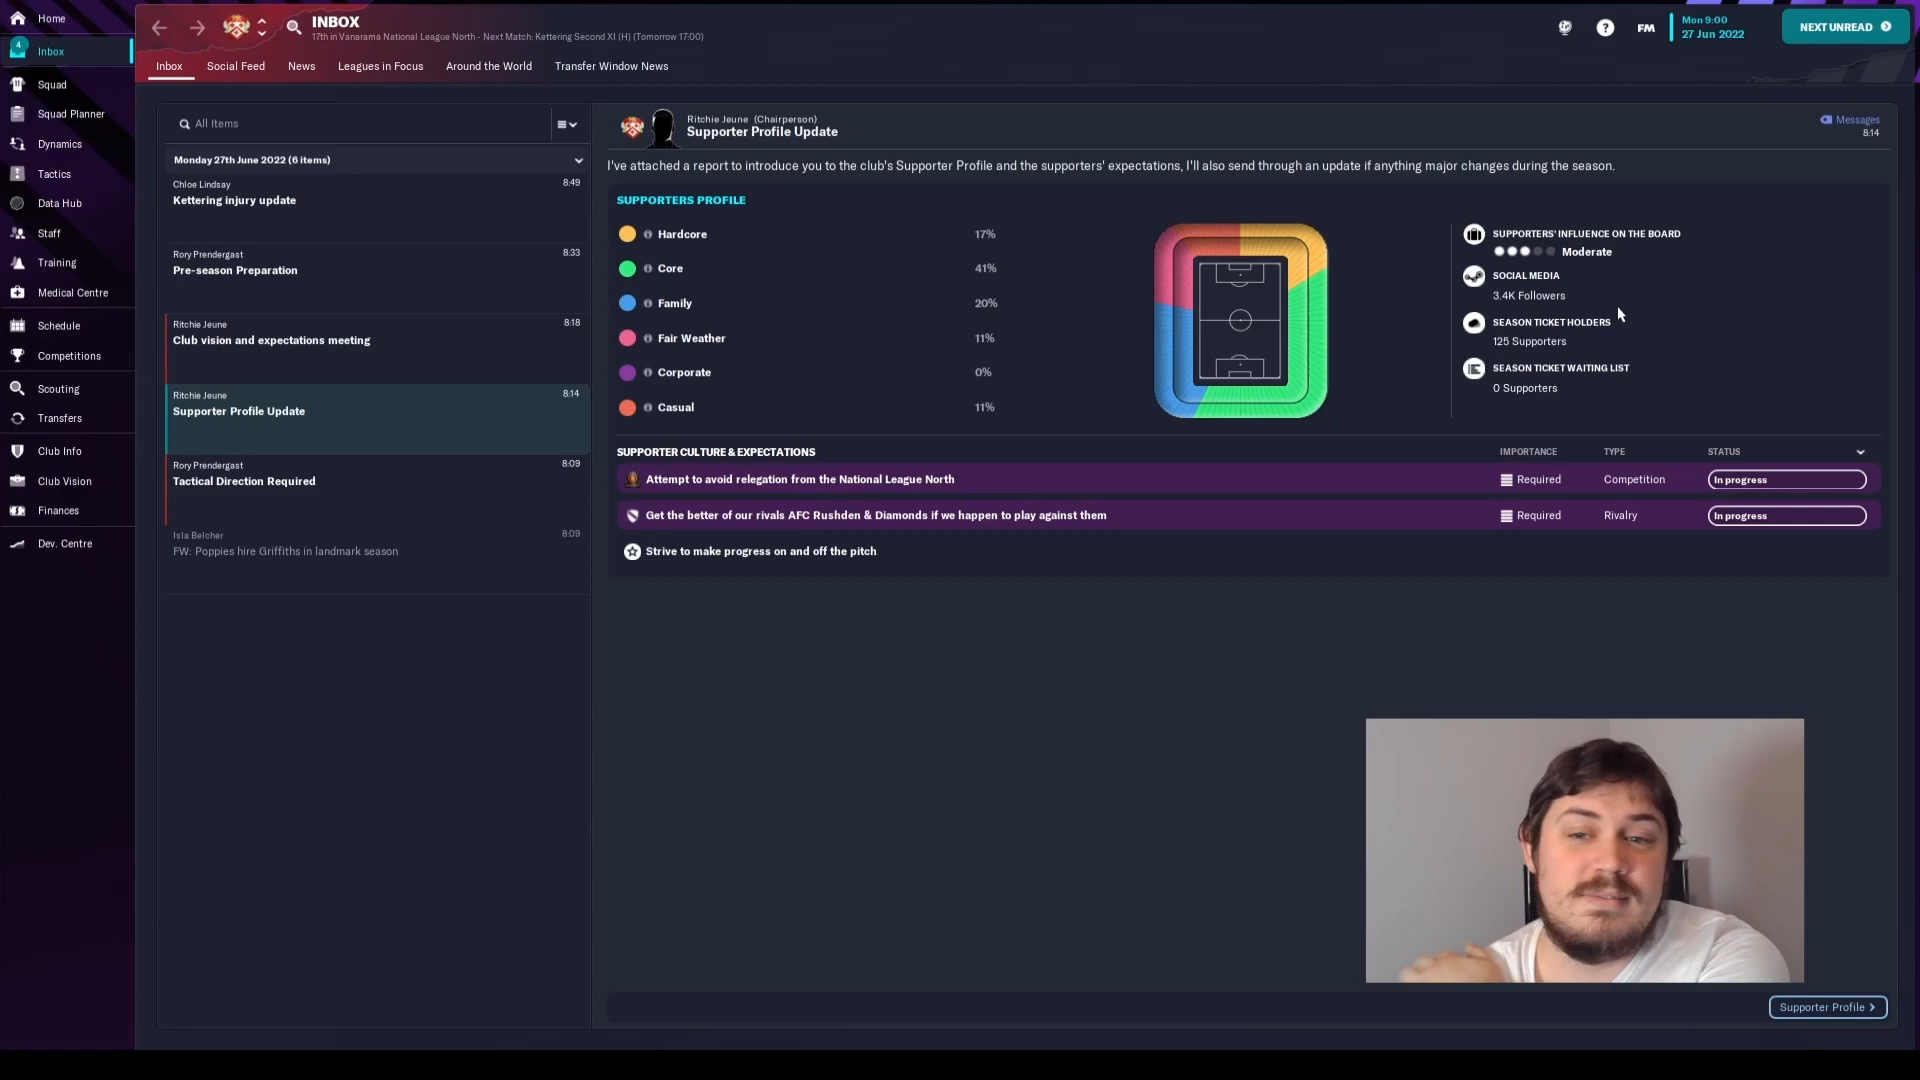 Home
4
Inbox
Squad
Squad Planner
Dynamics
Tactics
Data Hub
Staff
Training
Medical Centre
Schedule
Competitions
Scouting
Transfers
Club Info
Club Vision
Finances
Dev. Centre
INBOX
17th in Vanarama National League North - Next Match: Kettering Second XI (H) (Tomorrow 17:00)
FM
Mon 9:00
27 Jun 2022
NEXT UNREAD
Inbox Social Feed News Leagues in Focus Around the World Transfer Window News
All Items
Monday 27th June 2022 (6 items)
Chloe Lindsay 8:49
Kettering injury update
Rory Prendergast 8:33
Pre-season Preparation
Ritchie Jeune 8:18
Club vision and expectations meeting
Ritchie Jeune 8:14
Supporter Profile Update
Rory Prendergast 8:09
Tactical Direction Required
Isla Belcher 8:09
FW: Poppies hire Griffiths in landmark season
Ritchie Jeune (Chairperson)
Supporter Profile Update
Messages
8:14
I've attached a report to introduce you to the club's Supporter Profile and the supporters' expectations, I'll also send through an update if anything major changes during the season.
SUPPORTERS PROFILE
Hardcore 17%
Core 41%
Family 20%
Fair Weather 11%
Corporate 0%
Casual 11%
SUPPORTERS' INFLUENCE ON THE BOARD
Moderate
SOCIAL MEDIA
3.4K Followers
SEASON TICKET HOLDERS
125 Supporters
SEASON TICKET WAITING LIST
0 Supporters
SUPPORTER CULTURE & EXPECTATIONS IMPORTANCE TYPE STATUS
Attempt to avoid relegation from the National League North Required Competition In progress
Get the better of our rivals AFC Rushden & Diamonds if we happen to play against them Required Rivalry In progress
Strive to make progress on and off the pitch
Supporter Profile